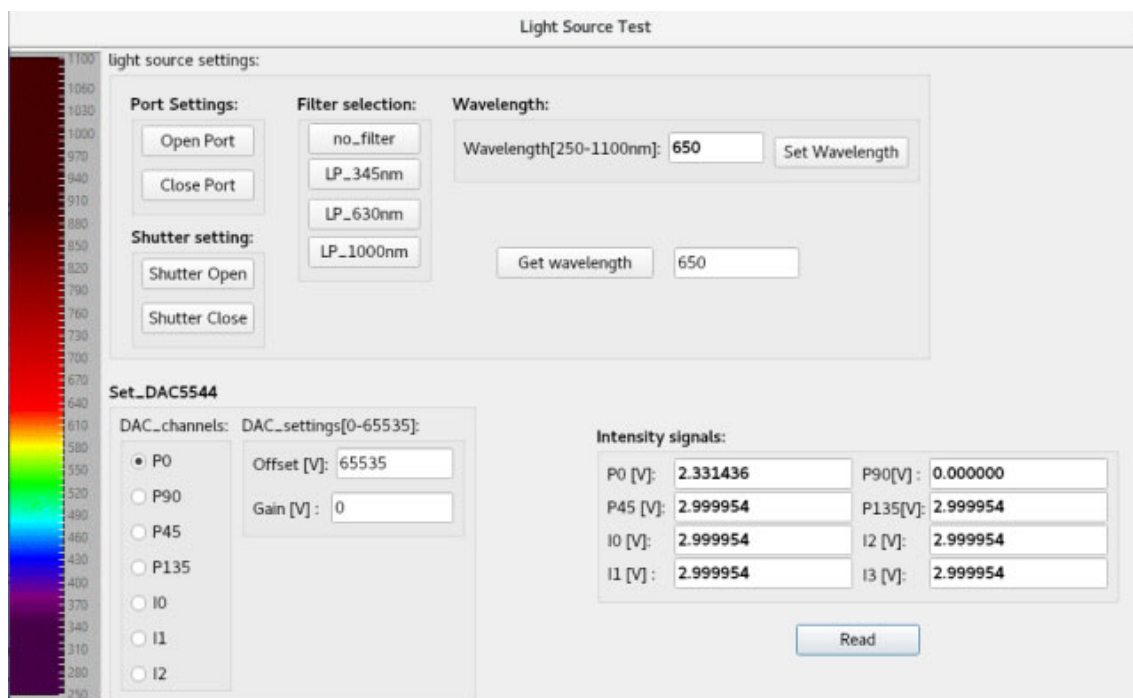 Light Source Test
1100
1060
1030
1000
970
940
910
880
850
820
790
760
730
700
670
640
610
580
550
520
490
460
430
400
370
340
310
280
250
light source settings:
Port Settings:
Open Port
Close Port
Shutter setting:
Shutter Open
Shutter Close
Filter selection:
no_filter
LP_345nm
LP_630nm
LP_1000nm
Wavelength:
Wavelength[250-1100nm]: 650 Set Wavelength
Get wavelength 650
Set_DAC5544
DAC_channels:
P0
P90
P45
P135
I0
I1
I2
DAC_settings[0-65535]:
Offset [V]: 65535
Gain [V] : 0
Intensity signals:
P0 [V]: 2.331436 P90[V] : 0.000000
P45 [V]: 2.999954 P135[V]: 2.999954
I0 [V]: 2.999954 I2 [V]: 2.999954
I1 [V] : 2.999954 I3 [V]: 2.999954
Read